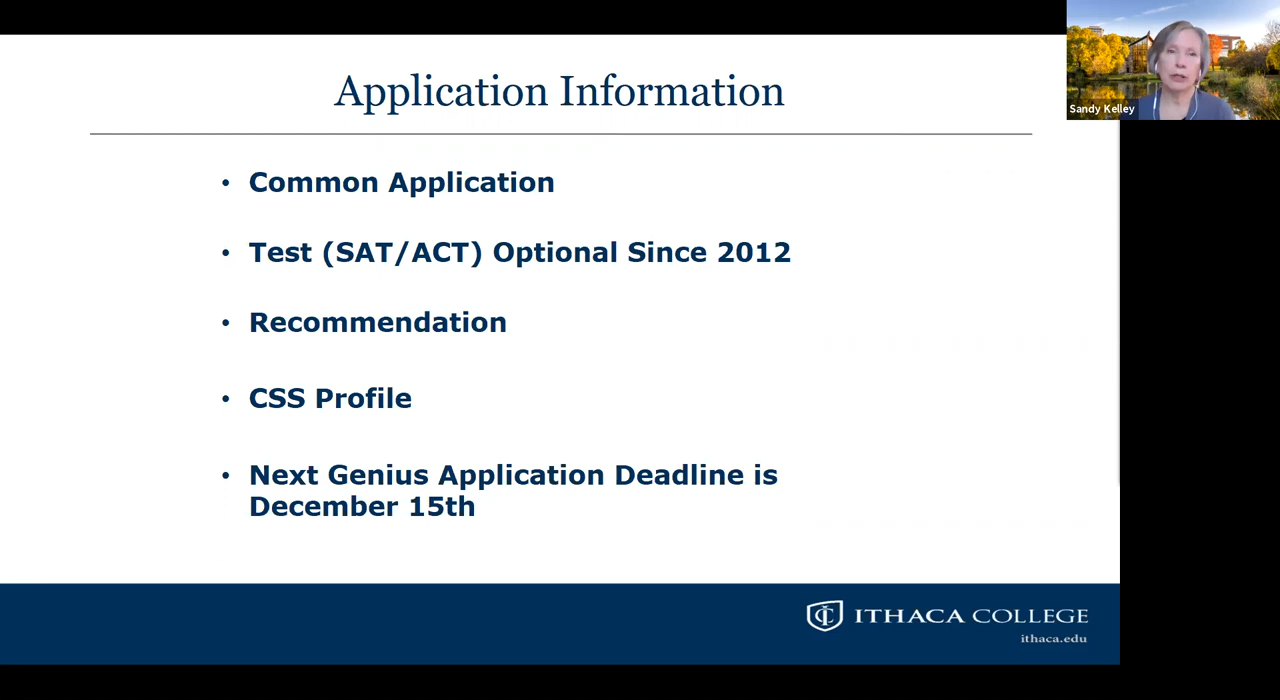 Application Information
Sandy Kelley
• Common Application
• Test (SAT/ACT) Optional Since 2012
• Recommendation
• CSS Profile
• Next Genius Application Deadline is
December 15th
ITHACA COLLEGE
ithaca.edu